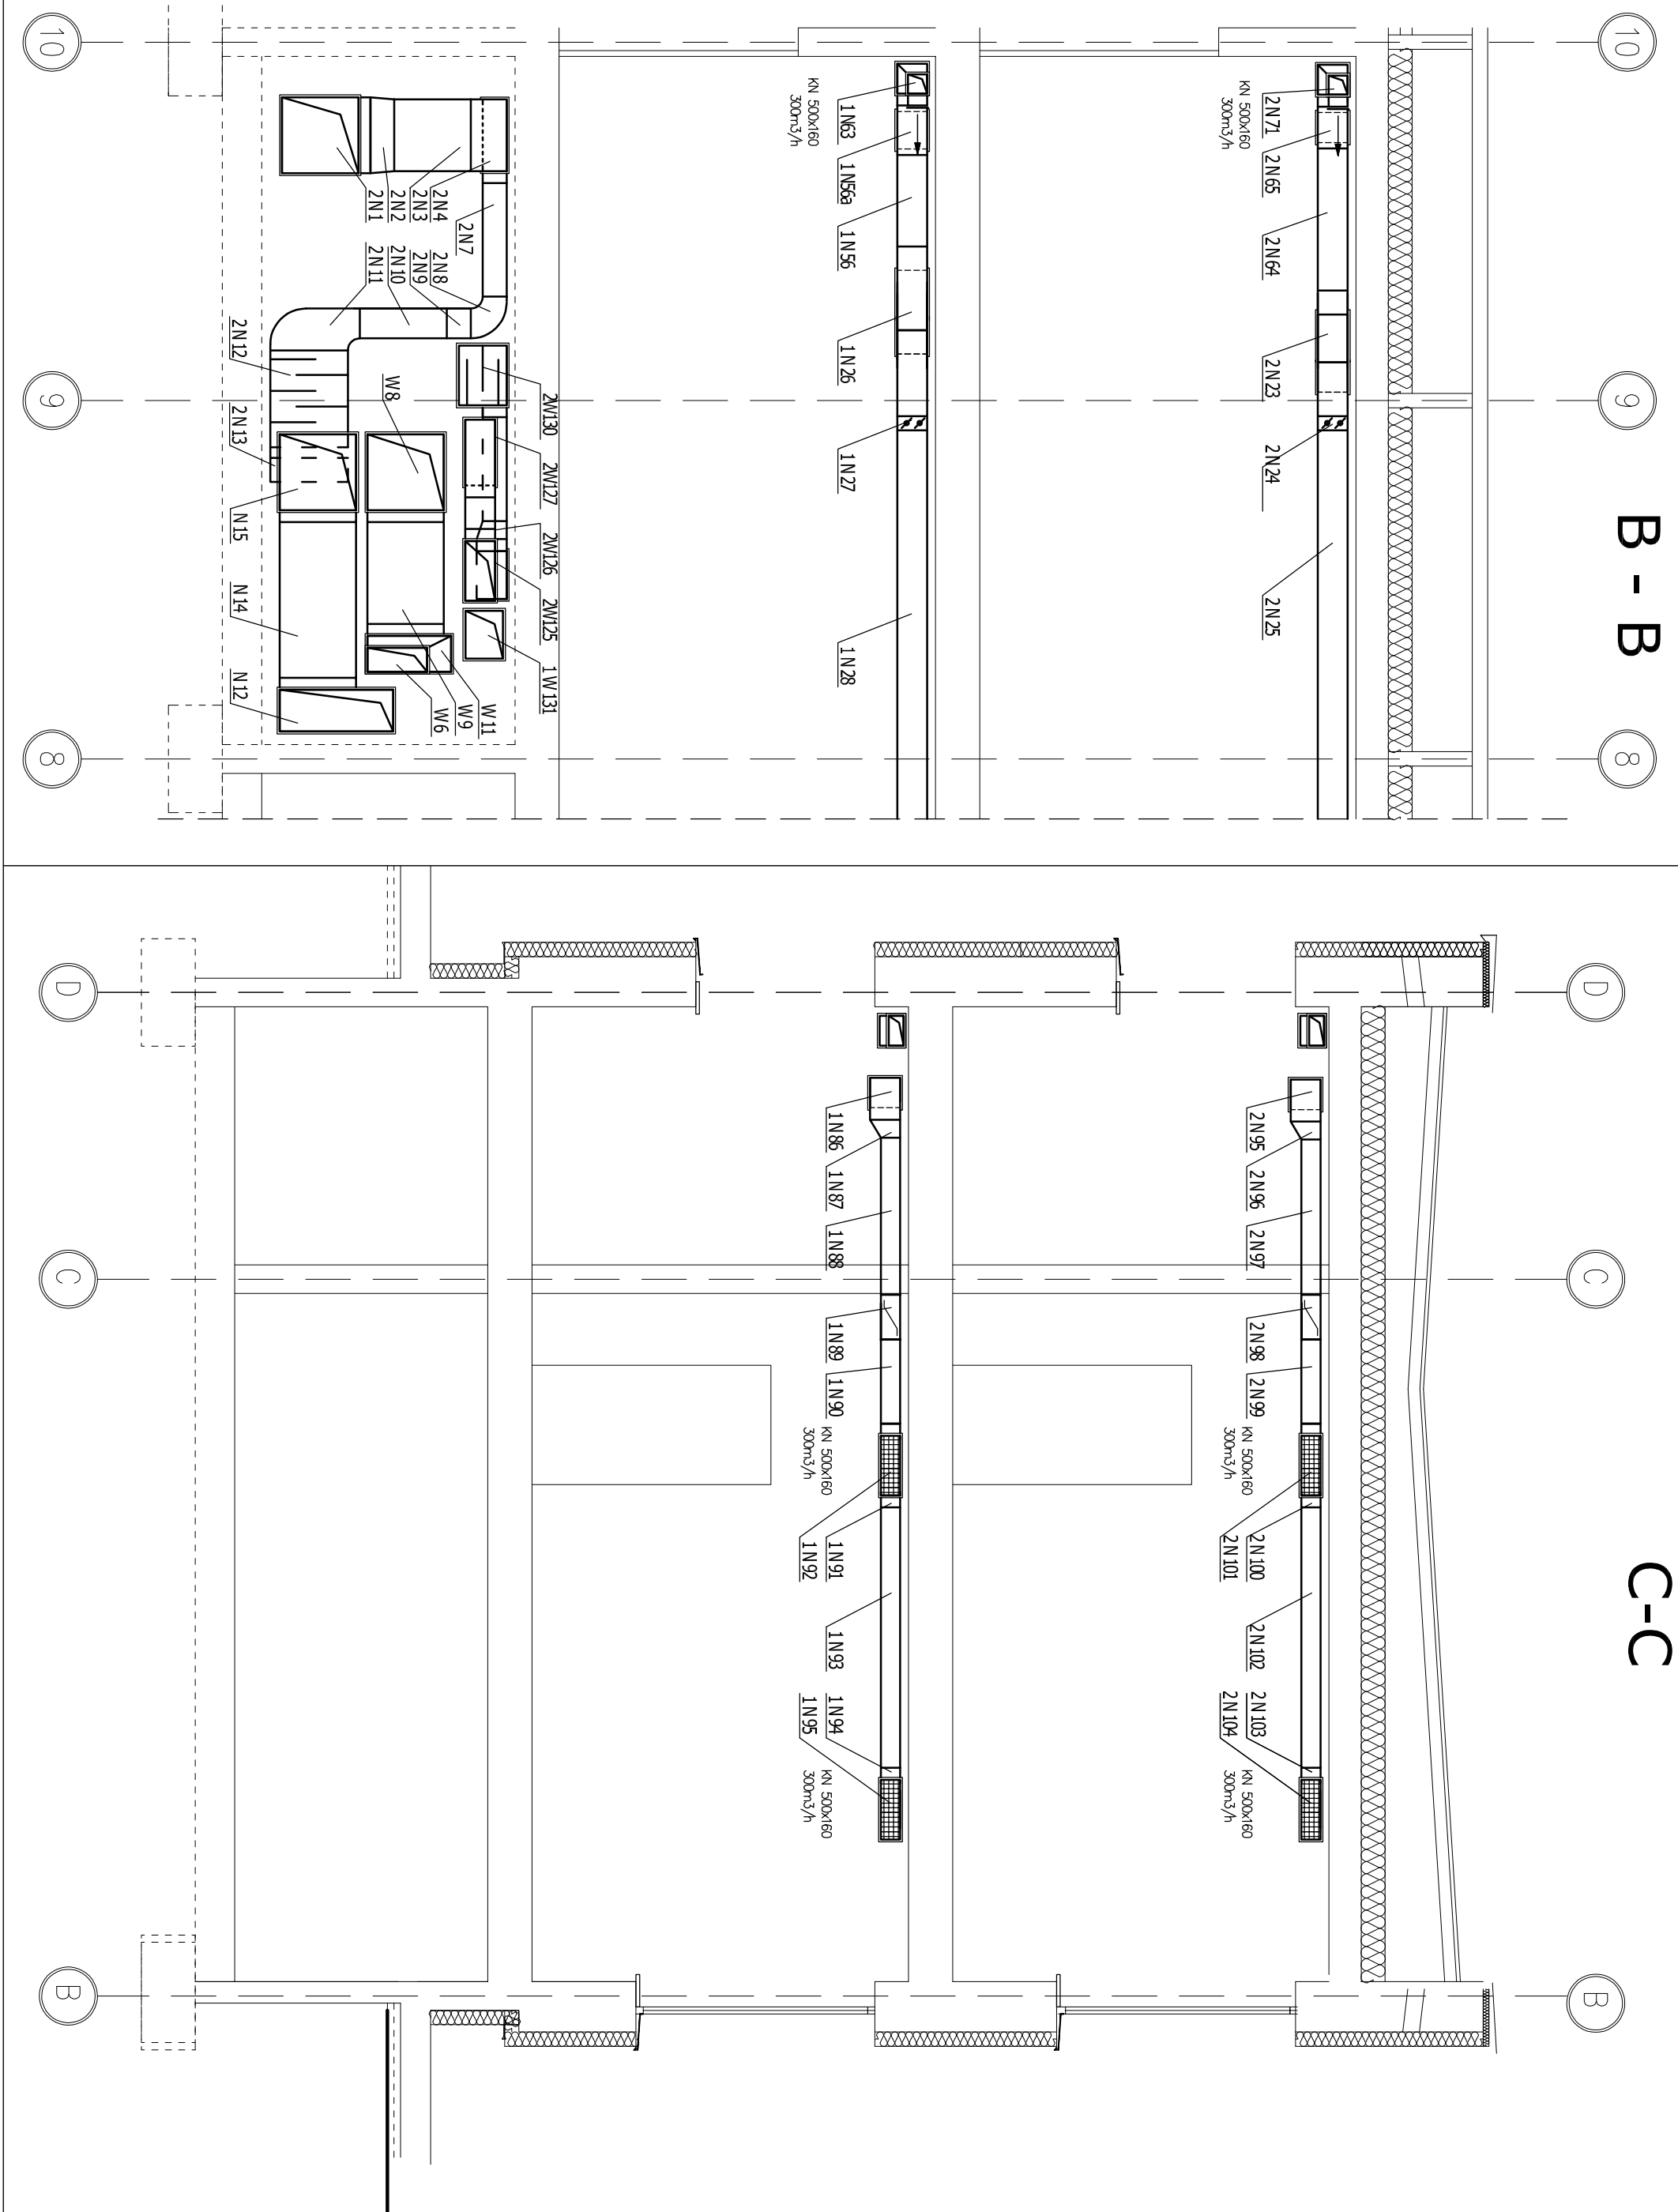 B - B
10
9
8
2N71
2N65
2N64
2N23
2N24
2N25
KN 500x160
300m3/h
1N63
1N56a
1N56
1N26
1N27
1N28
KN 500x160
300m3/h
2W130
2W127
2W126
2W125
1W131
2N4
2N3
2N2
2N1
2N7
2N8
2N9
2N10
2N11
W8
W11
W9
W6
2N12
2N13
N15
N14
N12
10
9
8
C-C
D
C
B
2N95
2N96
2N97
2N98
2N99
2N100
2N101
2N102
2N103
2N104
KN 500x160
300m3/h
KN 500x160
300m3/h
1N86
1N87
1N88
1N89
1N90
1N91
1N92
1N93
1N94
1N95
KN 500x160
300m3/h
KN 500x160
300m3/h
D
C
B